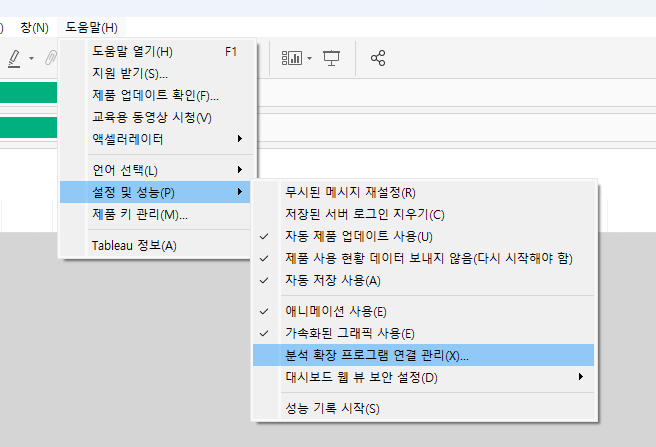 창(N) 도움말(H)
도움말 열기(H) F1
지원 받기(S)...
제품 업데이트 확인(F)...
교육용 동영상 시청(V)
액셀러레이터
언어 선택(L)
설정 및 성능(P)
제품 키 관리(M)...
Tableau 정보(A)
무시된 메시지 재설정(R)
저장된 서버 로그인 지우기(C)
자동 제품 업데이트 사용(U)
제품 사용 현황 데이터 보내지 않음(다시 시작해야 함)
자동 저장 사용(A)
애니메이션 사용(E)
가속화된 그래픽 사용(E)
분석 확장 프로그램 연결 관리(X)...
대시보드 웹 뷰 보안 설정(D)
성능 기록 시작(S)